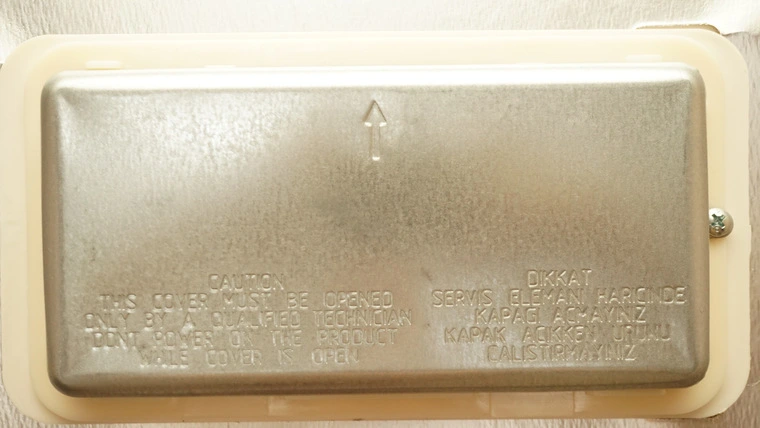 CAUTION
THIS COVER MUST BE OPENED
ONLY BY A QUALIFIED TECHNICIAN
DONT POWER ON THE PRODUCT
WHILE COVER IS OPEN
DIKKAT
SERVIS ELEMANI HARICINDE
KAPAGI ACMAYINIZ
KAPAK ACIKKEN URUNU
CALISTIRMAYINIZ